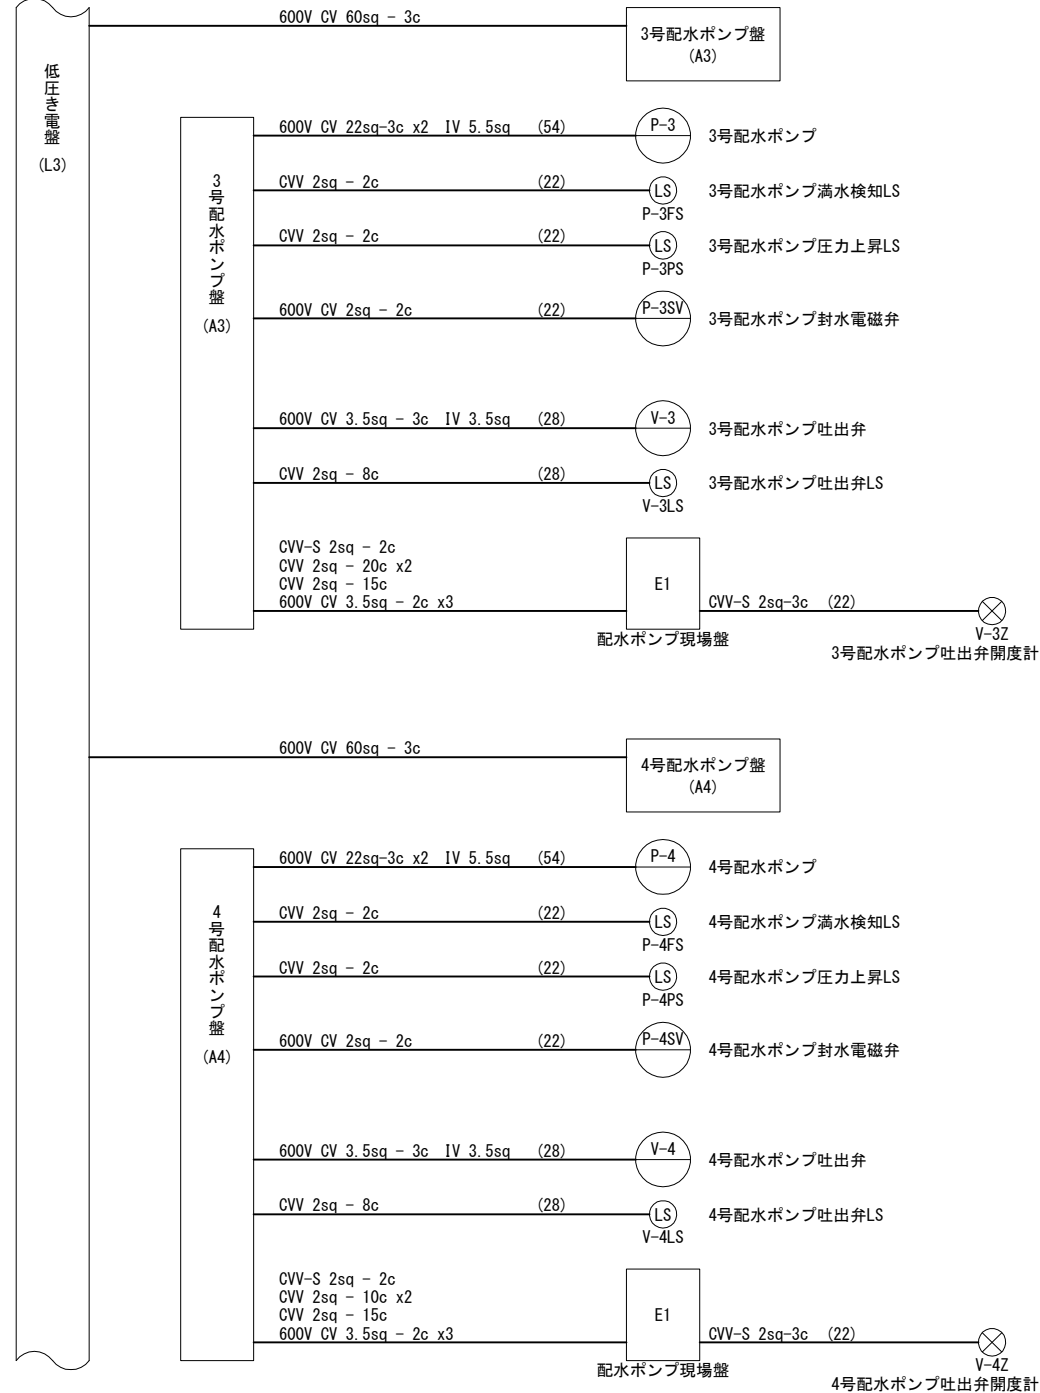 600V CV 60sq - 3c
3号配水ポンプ盤
(A3)
低圧き電盤
(L3)
3号配水ポンプ盤
(A3)
600V CV 22sq-3c x2 IV 5.5sq (54)
P-3
3号配水ポンプ
CVV 2sq - 2c (22)
LS
3号配水ポンプ満水検知LS
P-3FS
CVV 2sq - 2c (22)
LS
3号配水ポンプ圧力上昇LS
P-3PS
600V CV 2sq - 2c (22)
P-3SV
3号配水ポンプ封水電磁弁
600V CV 3.5sq - 3c IV 3.5sq (28)
V-3
3号配水ポンプ吐出弁
CVV 2sq - 8c (28)
LS
3号配水ポンプ吐出弁LS
V-3LS
CVV-S 2sq - 2c
CVV 2sq - 20c x2
CVV 2sq - 15c
600V CV 3.5sq - 2c x3
E1
配水ポンプ現場盤
CVV-S 2sq-3c (22)
V-3Z
3号配水ポンプ吐出弁開度計
600V CV 60sq - 3c
4号配水ポンプ盤
(A4)
4号配水ポンプ盤
(A4)
600V CV 22sq-3c x2 IV 5.5sq (54)
P-4
4号配水ポンプ
CVV 2sq - 2c (22)
LS
4号配水ポンプ満水検知LS
P-4FS
CVV 2sq - 2c (22)
LS
4号配水ポンプ圧力上昇LS
P-4PS
600V CV 2sq - 2c (22)
P-4SV
4号配水ポンプ封水電磁弁
600V CV 3.5sq - 3c IV 3.5sq (28)
V-4
4号配水ポンプ吐出弁
CVV 2sq - 8c (28)
LS
4号配水ポンプ吐出弁LS
V-4LS
CVV-S 2sq - 2c
CVV 2sq - 10c x2
CVV 2sq - 15c
600V CV 3.5sq - 2c x3
E1
配水ポンプ現場盤
CVV-S 2sq-3c (22)
V-4Z
4号配水ポンプ吐出弁開度計